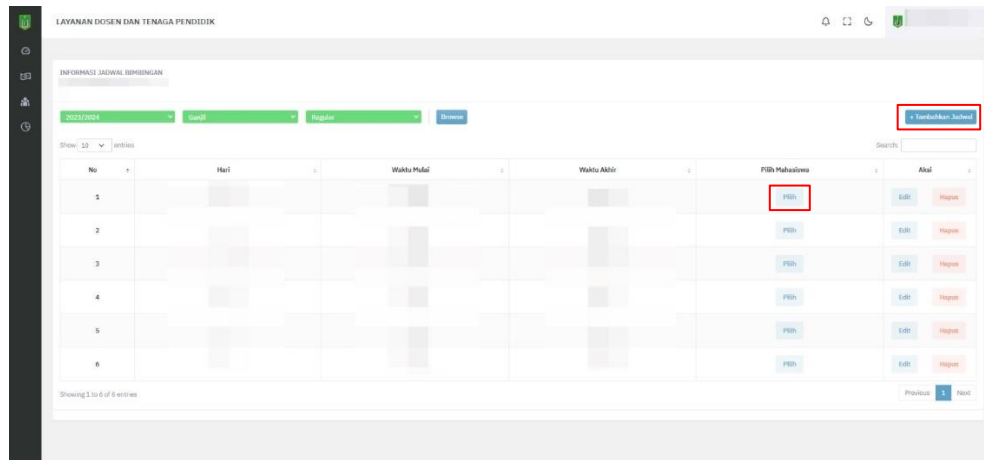 LAYANAN DOSEN DAN TENAGA PENDIDIK
INFORMASI JADWAL BIMBINGAN
2023/2024 Ganjil Reguler Browse + Tambahkan Jadwal
Show 10 entries Search:
No Hari Waktu Mulai Waktu Akhir Pilih Mahasiswa Aksi
1 Pilih Edit Hapus
2 Pilih Edit Hapus
3 Pilih Edit Hapus
4 Pilih Edit Hapus
5 Pilih Edit Hapus
6 Pilih Edit Hapus
Showing 1 to 6 of 6 entries Previous 1 Next